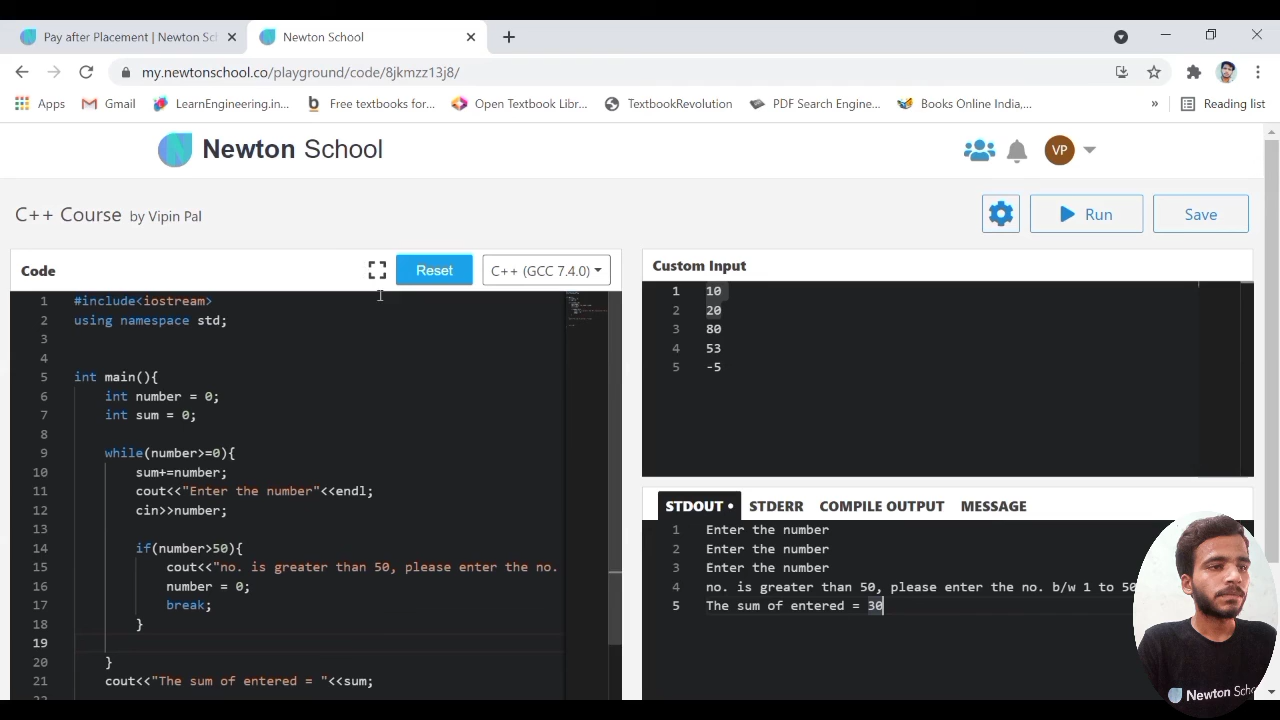 Pay after Placement | Newton Sc
Newton School
my.newtonschool.co/playground/code/8jkmzz13j8/
Apps
Gmail
LearnEngineering.in...
Free textbooks for...
Open Textbook Libr...
TextbookRevolution
PDF Search Engine...
Books Online India,...
»
Reading list
Newton School
VP
C++ Course by Vipin Pal
Run
Save
Code
Reset
C++ (GCC 7.4.0)
1 #include<iostream>
2 using namespace std;
3
4
5 int main(){
6 int number = 0;
7 int sum = 0;
8
9 while(number>=0){
10 sum+=number;
11 cout<<"Enter the number"<<endl;
12 cin>>number;
13
14 if(number>50){
15 cout<<"no. is greater than 50, please enter the no.
16 number = 0;
17 break;
18 }
19
20 }
21 cout<<"The sum of entered = "<<sum;
Custom Input
1 10
2 20
3 80
4 53
5 -5
STDOUT •
STDERR
COMPILE OUTPUT
MESSAGE
1 Enter the number
2 Enter the number
3 Enter the number
4 no. is greater than 50, please enter the no. b/w 1 to 50
5 The sum of entered = 30
Newton